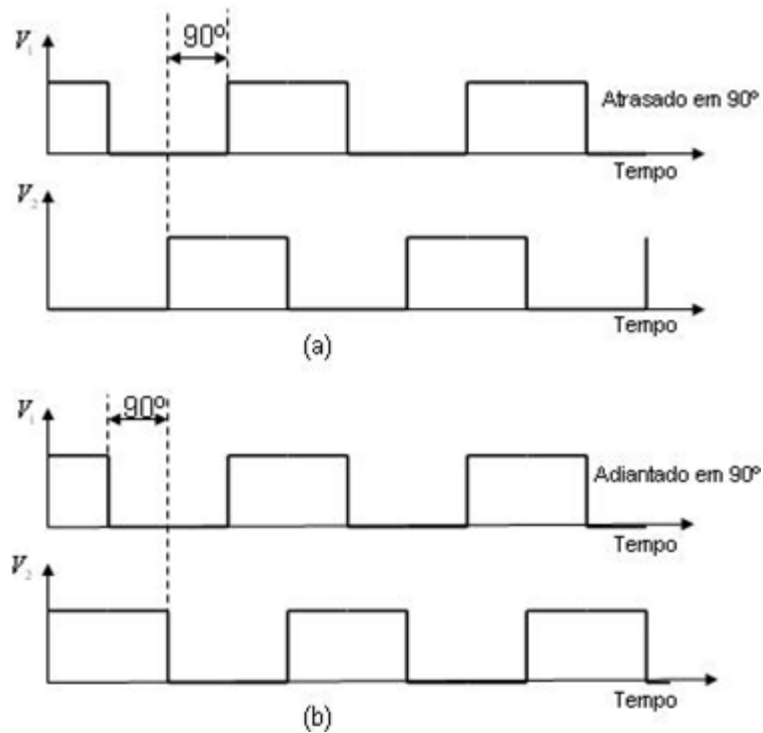 90º
V₁
Atrasado em 90º
Tempo
V₂
Tempo
(a)
90º
V₁
Adiantado em 90º
Tempo
V₂
Tempo
(b)